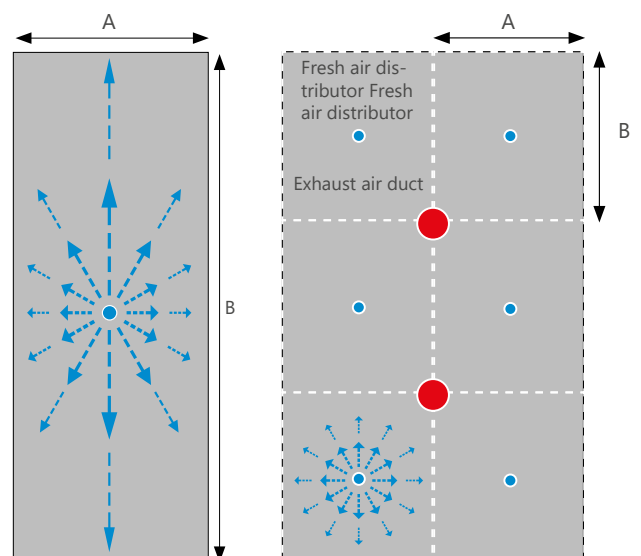 A
B
A
Fresh air dis-
tributor Fresh
air distributor
B
Exhaust air duct